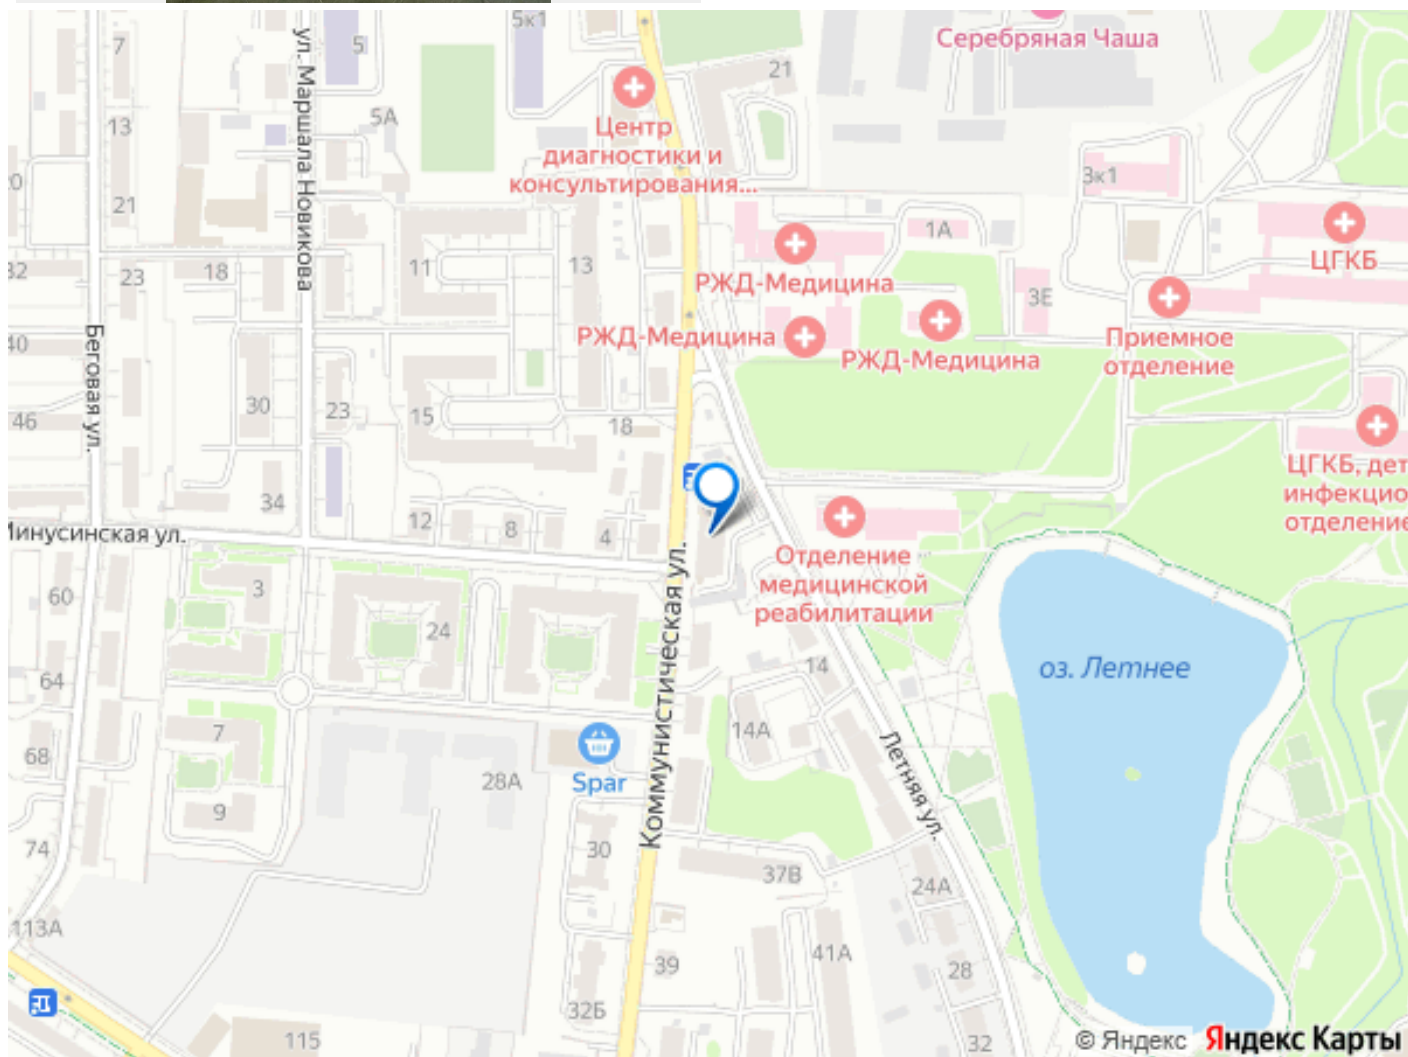 5к1
7
5
ул. Маршала Новикова
Серебряная Чаша
21
5А
13
Центр
диагностики и
консультирования...
3к1
21
1А
ЦГКБ
32
23
18
11
13
РЖД-Медицина
3Е
Приемное
отделение
40
Беговая ул.
РЖД-Медицина
РЖД-Медицина
46
30
23
15
18
ЦГКБ, дет
инфекцио
отделение
34
12
8
4
Минусинская ул.
Отделение
медицинской
реабилитации
60
3
24
Коммунистическая ул.
оз. Летнее
64
14
7
14А
68
Spar
28А
Летняя ул.
9
74
30
37В
24А
113А
39
41А
28
32Б
115
32
© Яндекс Яндекс Карты